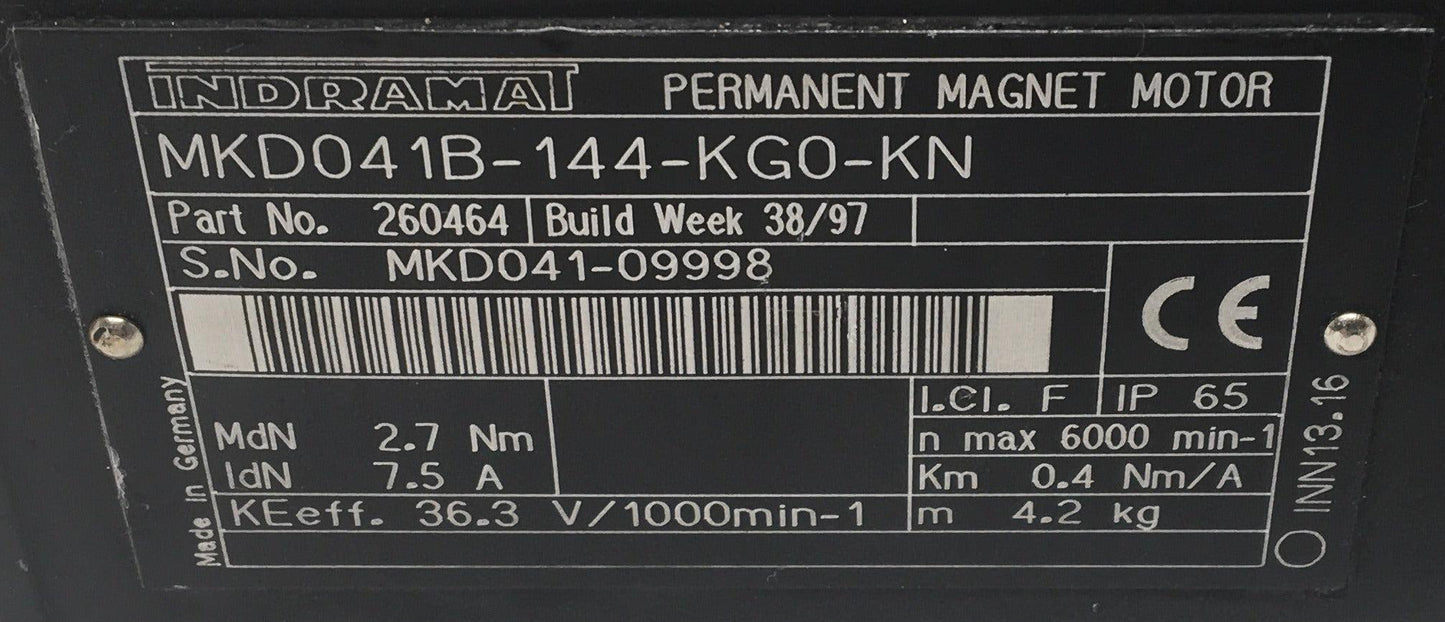 INDRAMAT PERMANENT MAGNET MOTOR
MKD041B-144-KG0-KN
Part No. 260464 Build Week 38/97
S.No. MKD041-09998
CE
I.Cl. F IP 65
MdN 2.7 Nm n max 6000 min-1
IdN 7.5 A Km 0.4 Nm/A
KEeff. 36.3 V/1000min-1 m 4.2 kg
Made in Germany
INN13.16